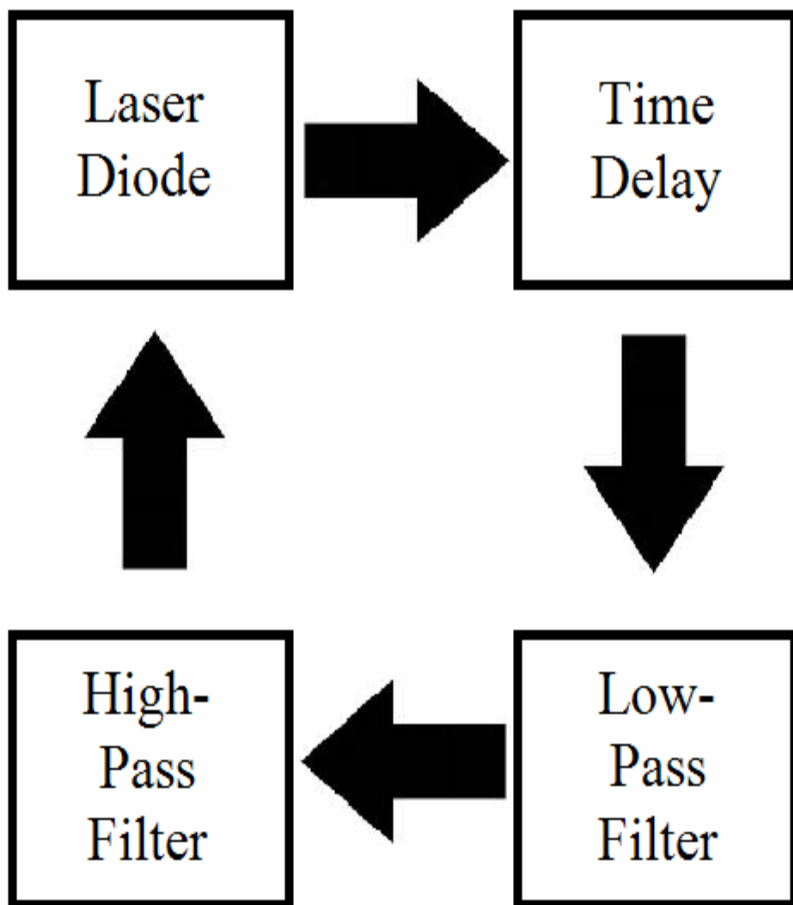 Laser
Diode
Time
Delay
High-
Pass
Filter
Low-
Pass
Filter